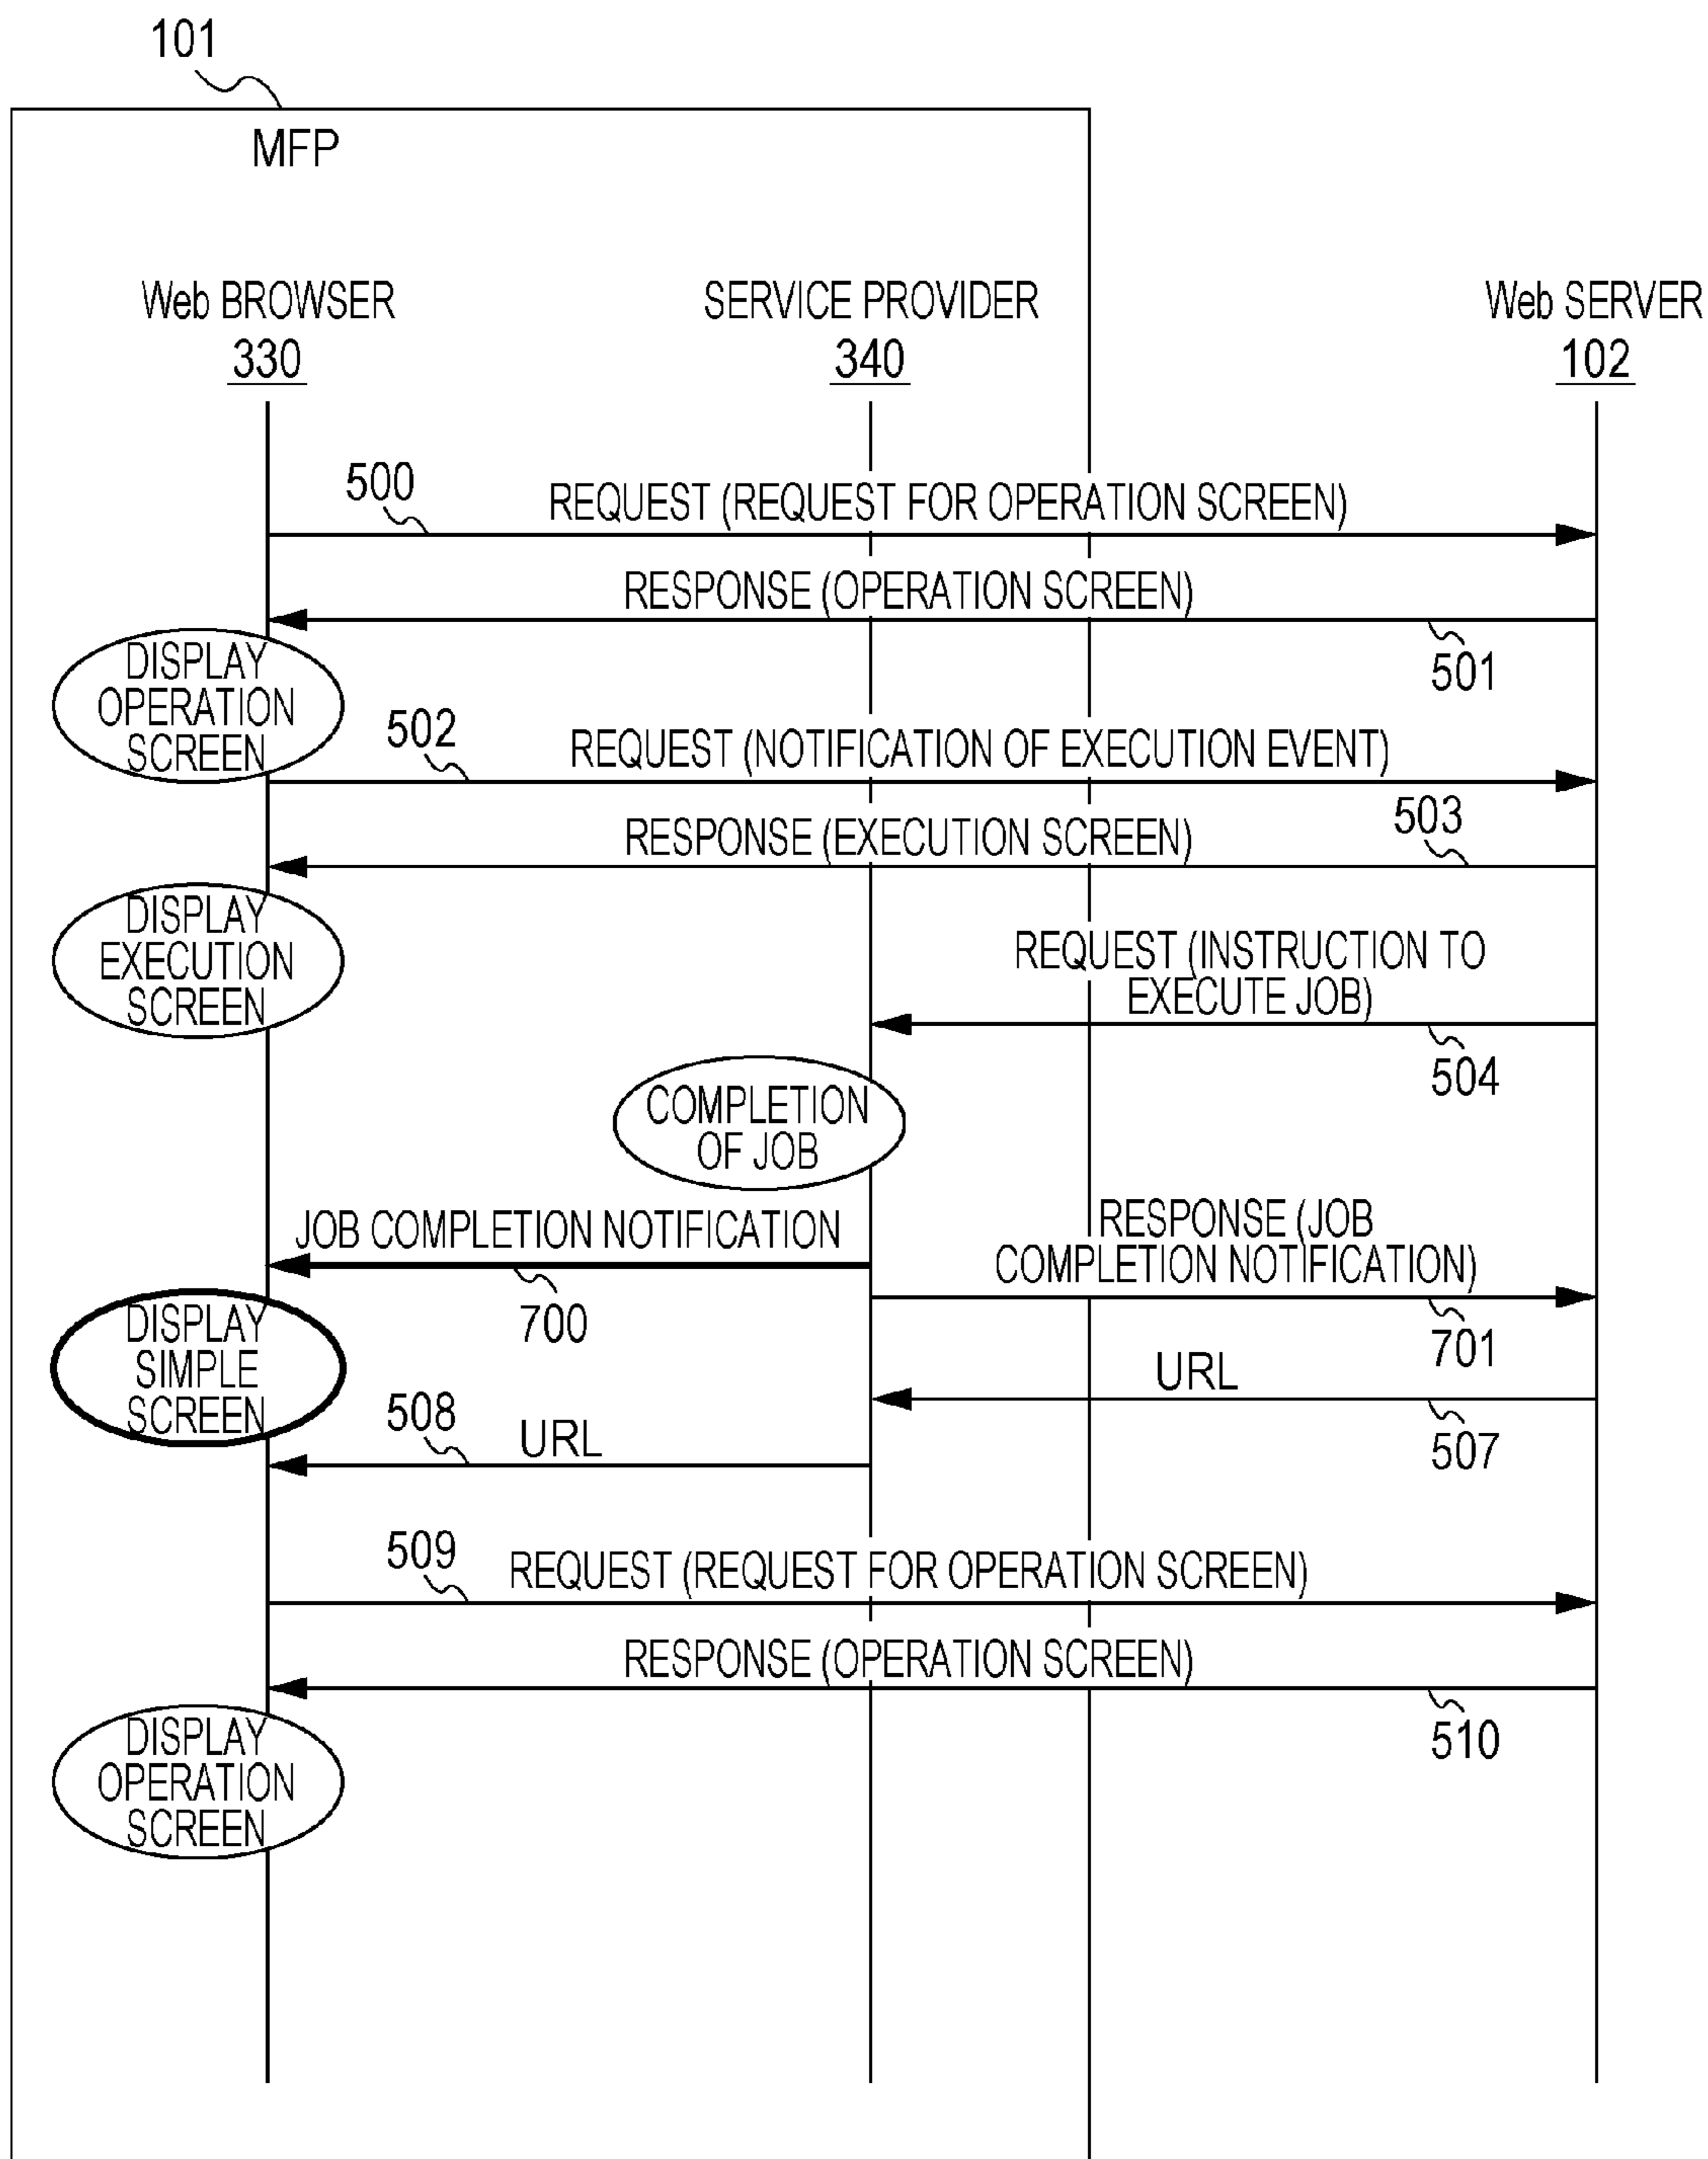 101
MFP
Web BROWSER
330
SERVICE PROVIDER
340
Web SERVER
102
500
REQUEST (REQUEST FOR OPERATION SCREEN)
RESPONSE (OPERATION SCREEN)
501
DISPLAY
OPERATION
SCREEN
502
REQUEST (NOTIFICATION OF EXECUTION EVENT)
503
RESPONSE (EXECUTION SCREEN)
DISPLAY
EXECUTION
SCREEN
REQUEST (INSTRUCTION TO
EXECUTE JOB)
504
COMPLETION
OF JOB
JOB COMPLETION NOTIFICATION
700
RESPONSE (JOB
COMPLETION NOTIFICATION)
701
DISPLAY
SIMPLE
SCREEN
URL
507
508
URL
509
REQUEST (REQUEST FOR OPERATION SCREEN)
RESPONSE (OPERATION SCREEN)
510
DISPLAY
OPERATION
SCREEN